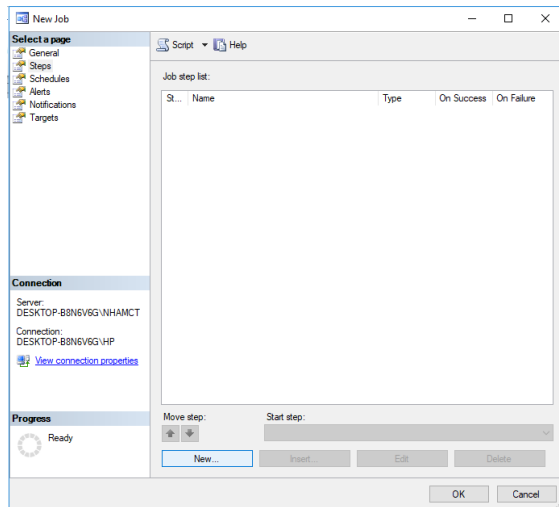 New Job
Select a page
General
Steps
Schedules
Alerts
Notifications
Targets
Script
Help
Job step list:
St... Name Type On Success On Failure
Connection
Server:
DESKTOP-B8N6V6G\NHAMCT
Connection:
DESKTOP-B8N6V6G\HP
View connection properties
Progress
Ready
Move step:
Start step:
New...
Insert...
Edit
Delete
OK
Cancel